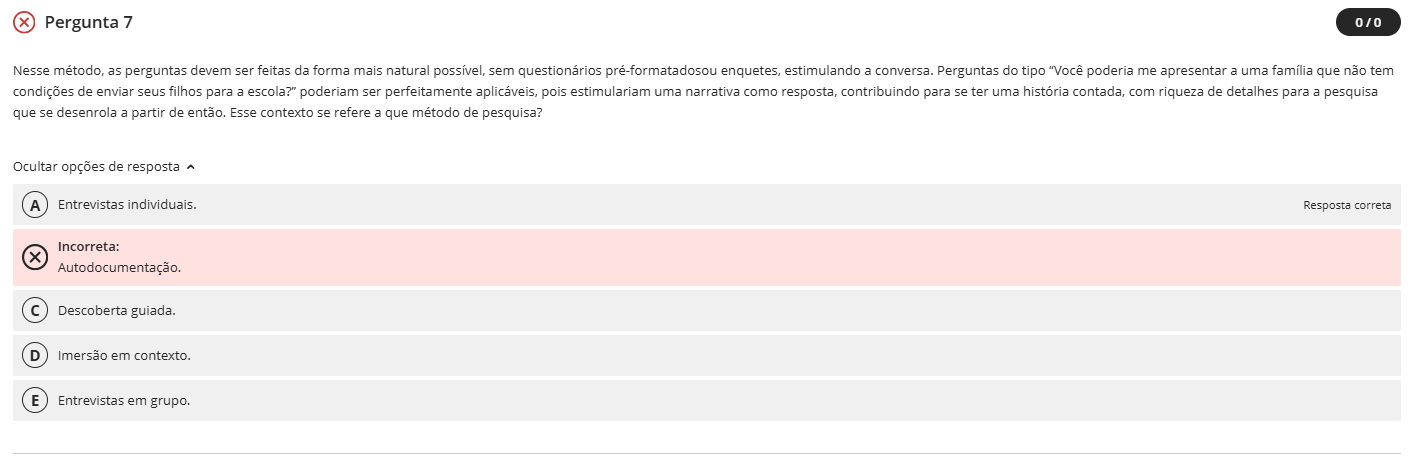 Pergunta 7
0 / 0
Nesse método, as perguntas devem ser feitas da forma mais natural possível, sem questionários pré-formatadosou enquetes, estimulando a conversa. Perguntas do tipo “Você poderia me apresentar a uma família que não tem
condições de enviar seus filhos para a escola?” poderiam ser perfeitamente aplicáveis, pois estimulariam uma narrativa como resposta, contribuindo para se ter uma história contada, com riqueza de detalhes para a pesquisa
que se desenrola a partir de então. Esse contexto se refere a que método de pesquisa?
Ocultar opções de resposta
A Entrevistas individuais. Resposta correta
Incorreta:
Autodocumentação.
C Descoberta guiada.
D Imersão em contexto.
E Entrevistas em grupo.